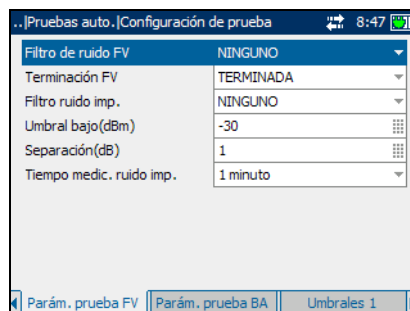 ..|Pruebas auto.|Configuración de prueba 8:47
Filtro de ruido FV NINGUNO
Terminación FV TERMINADA
Filtro ruido imp. NINGUNO
Umbral bajo(dBm) -30
Separación(dB) 1
Tiempo medic. ruido imp. 1 minuto
Parám. prueba FV Parám. prueba BA Umbrales 1